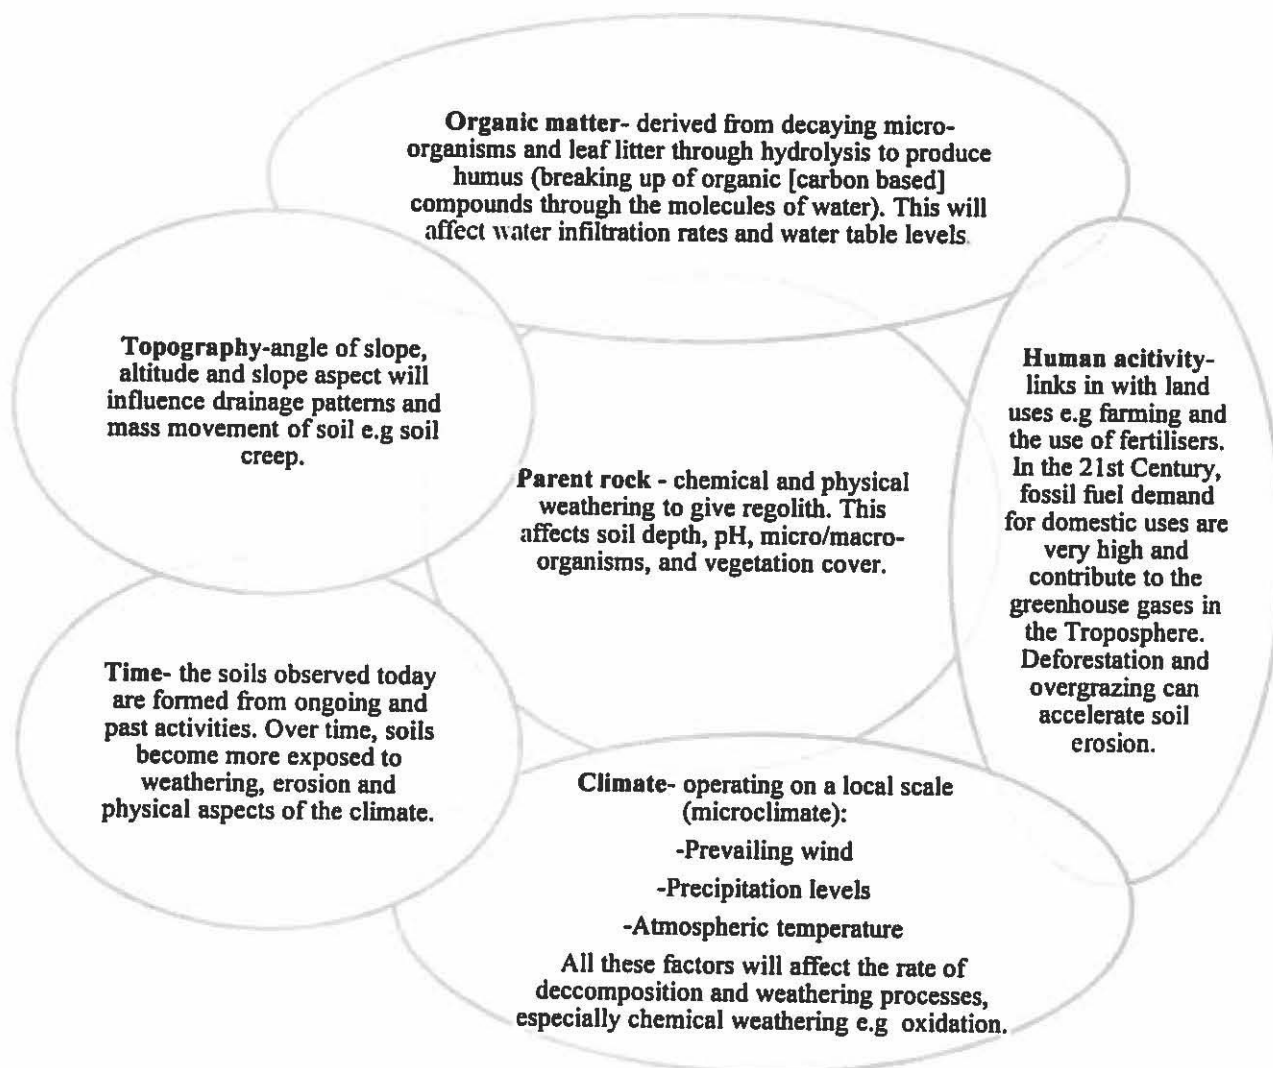 Organic matter- derived from decaying micro-
organisms and leaf litter through hydrolysis to produce
humus (breaking up of organic [carbon based]
compounds through the molecules of water). This will
affect water infiltration rates and water table levels.
Topography-angle of slope,
altitude and slope aspect will
influence drainage patterns and
mass movement of soil e.g soil
creep.
Human acitivity-
links in with land
uses e.g farming and
the use of fertilisers.
In the 21st Century,
fossil fuel demand
for domestic uses are
very high and
contribute to the
greenhouse gases in
the Troposphere.
Deforestation and
overgrazing can
accelerate soil
erosion.
Parent rock - chemical and physical
weathering to give regolith. This
affects soil depth, pH, micro/macro-
organisms, and vegetation cover.
Time- the soils observed today
are formed from ongoing and
past activities. Over time, soils
become more exposed to
weathering, erosion and
physical aspects of the climate.
Climate- operating on a local scale
(microclimate):
-Prevailing wind
-Precipitation levels
-Atmospheric temperature
All these factors will affect the rate of
deccomposition and weathering processes,
especially chemical weathering e.g oxidation.